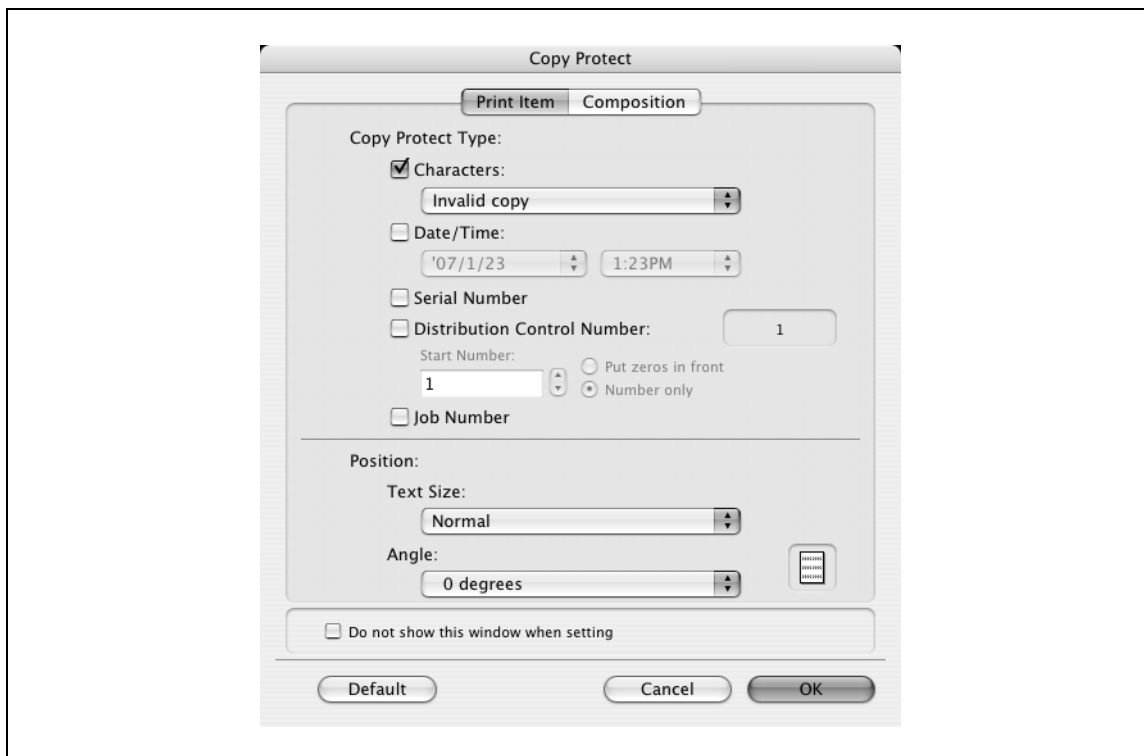 Copy Protect
Print Item Composition
Copy Protect Type:
Characters:
Invalid copy
Date/Time:
'07/1/23 1:23PM
Serial Number
Distribution Control Number: 1
Start Number:
Put zeros in front
1
Number only
Job Number
Position:
Text Size:
Normal
Angle:
0 degrees
Do not show this window when setting
Default Cancel OK